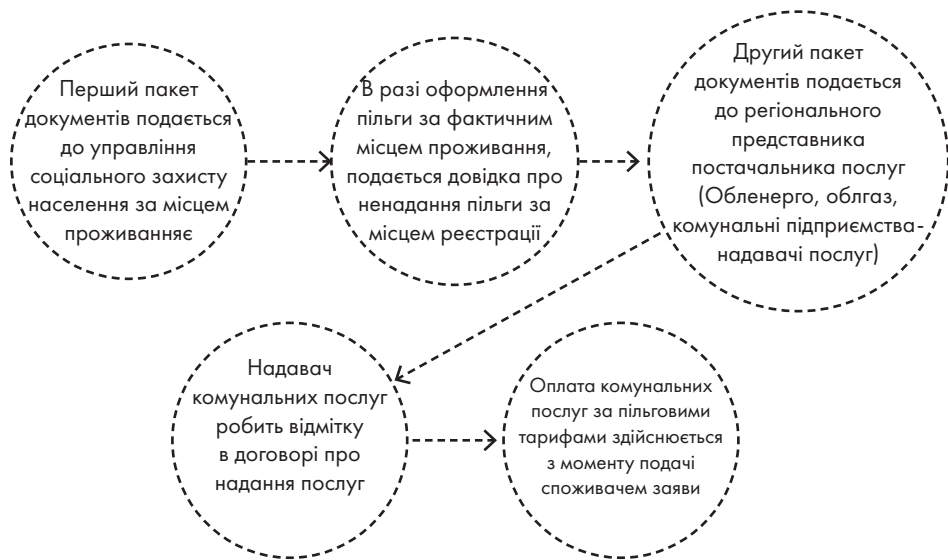 Перший пакет
документів подається
до управління
соціального захисту
населення за місцем
проживанняє
В разі оформлення
пільги за фактичним
місцем проживання,
подається довідка про
ненадання пільги за
місцем реєстрації
Другий пакет
документів подається
до регіонального
представника
постачальника послуг
(Обленерго, облгаз,
комунальні підприємства-
надавачі послуг)
Надавач
комунальних послуг
робить відмітку
в договорі про
надання послуг
Оплата комунальних
послуг за пільговими
тарифами здійснюється
з моменту подачі
споживачем заяви